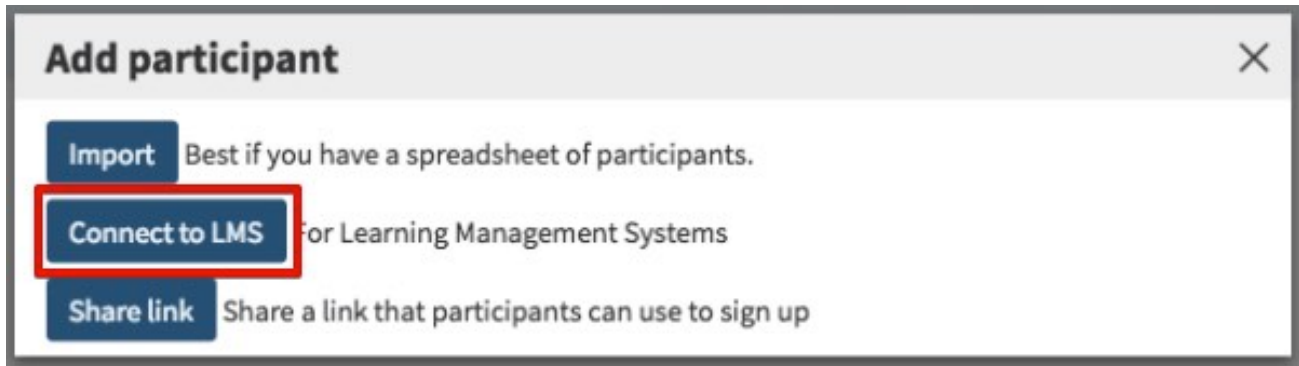 Add participant
Import Best if you have a spreadsheet of participants.
Connect to LMS For Learning Management Systems
Share link Share a link that participants can use to sign up